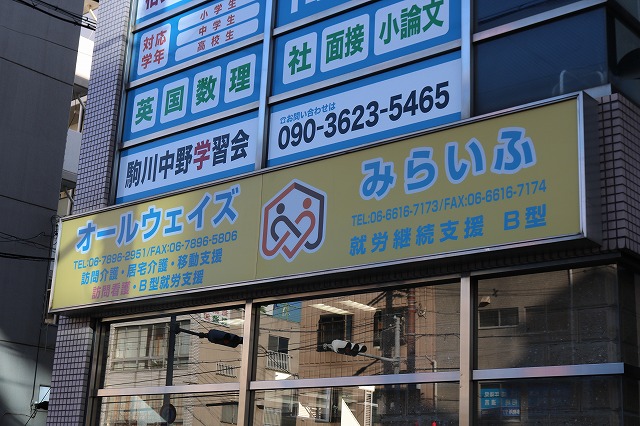 対応
学年
小学生
中学生
高校生
英国数理
社 面接 小論文
お問い合わせは
090-3623-5465
駒川中野学習会
オールウェイズ
TEL:06-7896-2951/FAX:06-7896-5806
訪問介護・居宅介護・移動支援
訪問看護・B型就労支援
みらいふ
TEL:06-6616-7173/FAX:06-6616-7174
就労継続支援 B型